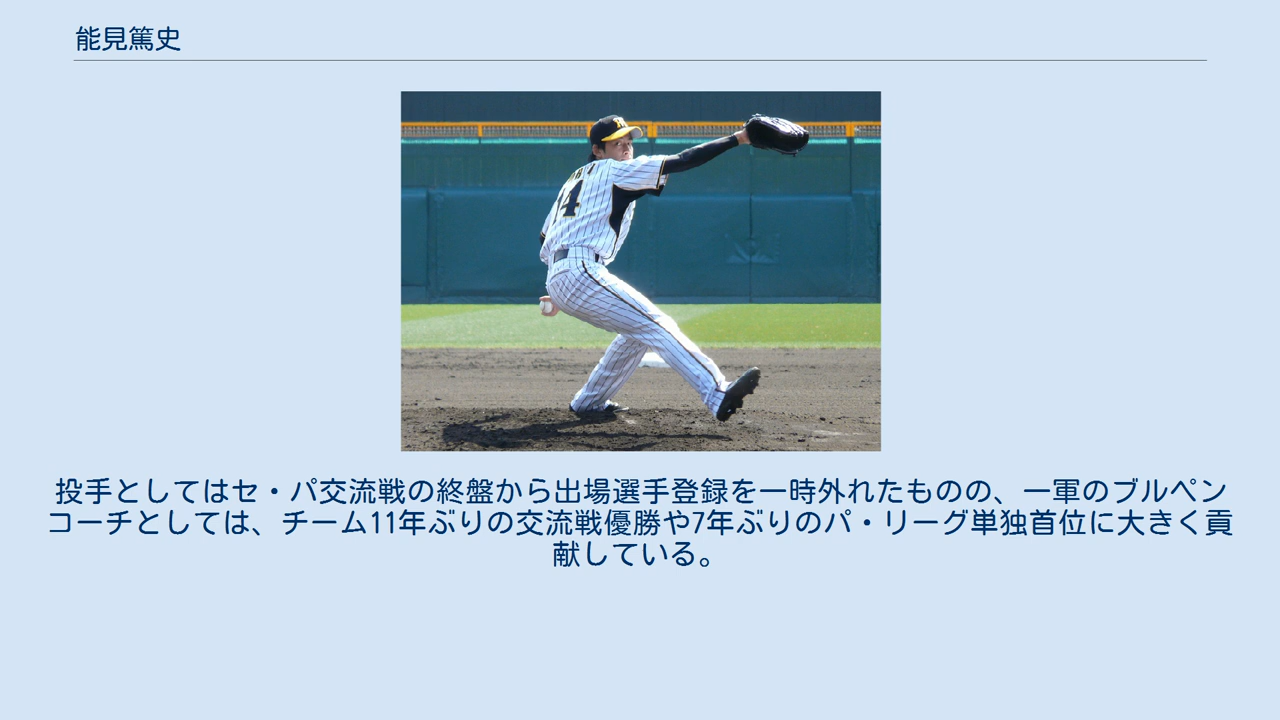 能見篤史
14
投手としてはセ・パ交流戦の終盤から出場選手登録を一時外れたものの、一軍のブルペン
コーチとしては、チーム11年ぶりの交流戦優勝や7年ぶりのパ・リーグ単独首位に大きく貢
献している。